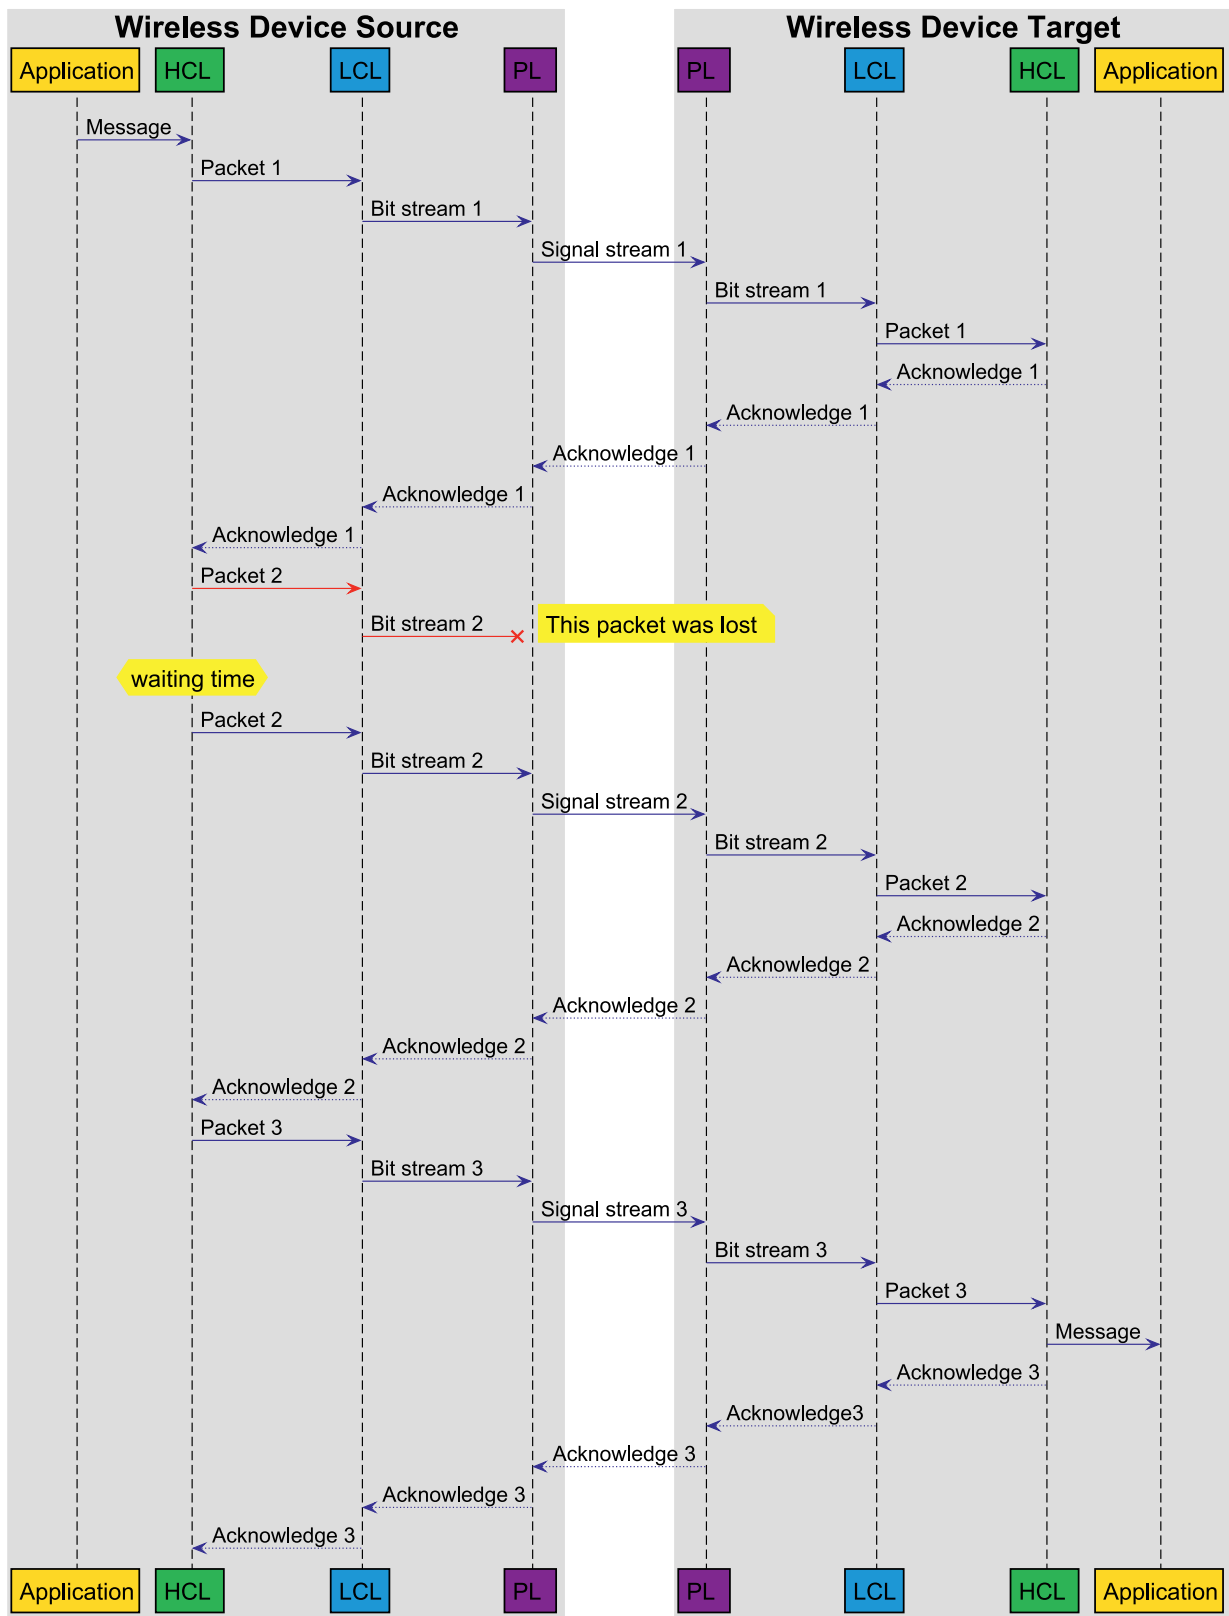 Wireless Device Source
Wireless Device Target
Application HCL LCL PL PL LCL HCL Application
Message
Packet 1
Bit stream 1
Signal stream 1
Bit stream 1
Packet 1
Acknowledge 1
Acknowledge 1
Acknowledge 1
Acknowledge 1
Acknowledge 1
Packet 2
Bit stream 2
This packet was lost
waiting time
Packet 2
Bit stream 2
Signal stream 2
Bit stream 2
Packet 2
Acknowledge 2
Acknowledge 2
Acknowledge 2
Acknowledge 2
Acknowledge 2
Packet 3
Bit stream 3
Signal stream 3
Bit stream 3
Packet 3
Message
Acknowledge 3
Acknowledge3
Acknowledge 3
Acknowledge 3
Acknowledge 3
Application HCL LCL PL PL LCL HCL Application